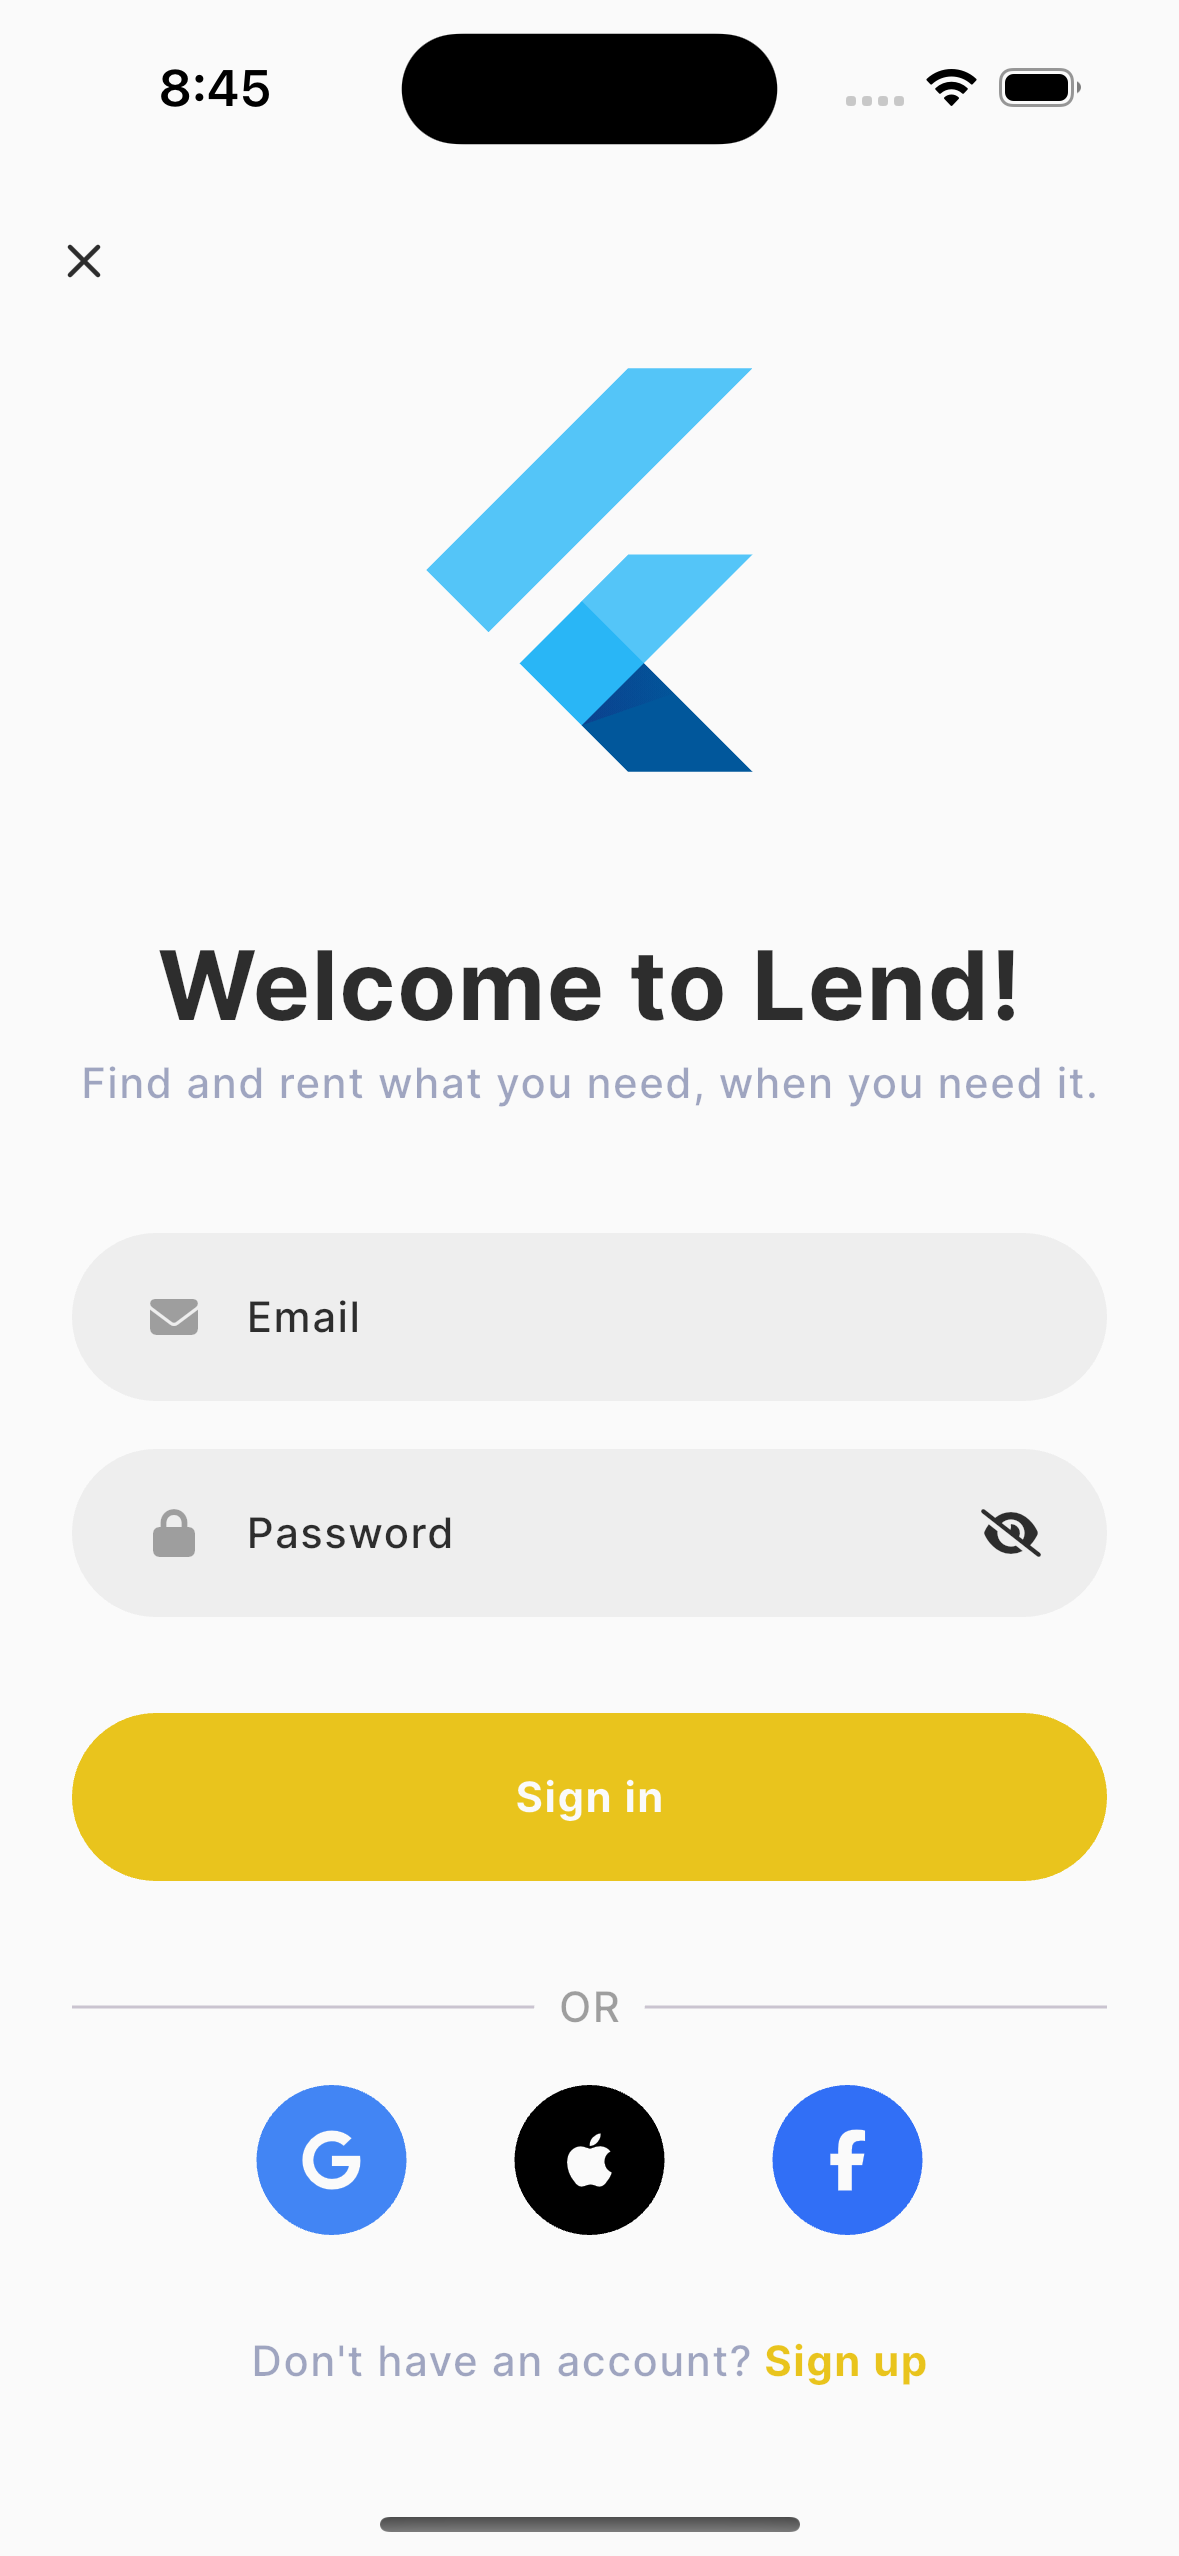 8:45
Welcome to Lend!
Find and rent what you need, when you need it.
Email
Password
Sign in
OR
Don't have an account? Sign up